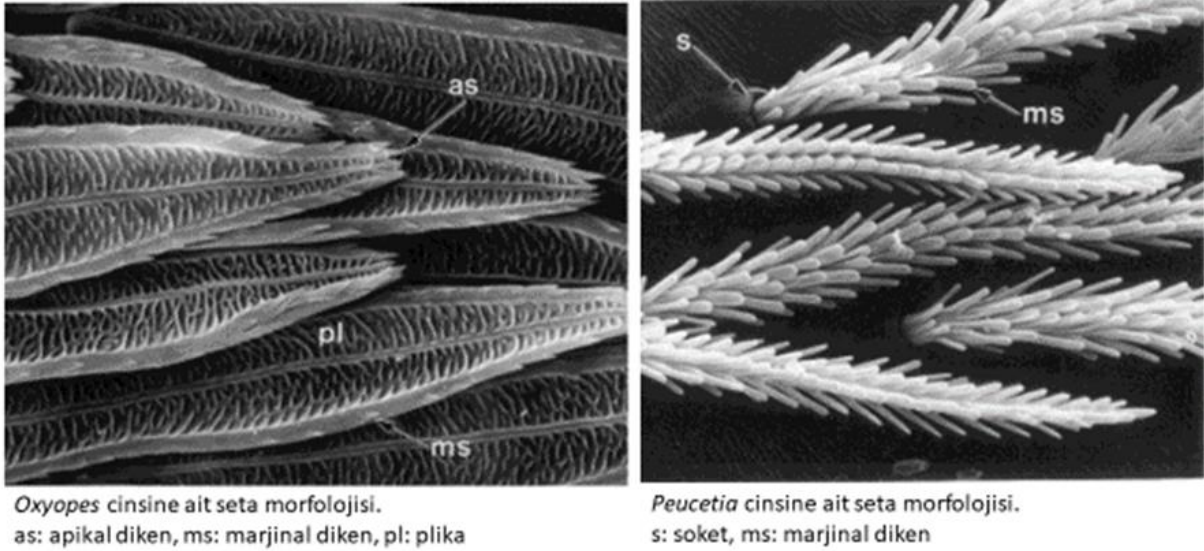 as
pl
ms
s
ms
Oxyopes cinsine ait seta morfolojisi.
as: apikal diken, ms: marjinal diken, pl: plika
Peucetia cinsine ait seta morfolojisi.
s: soket, ms: marjinal diken